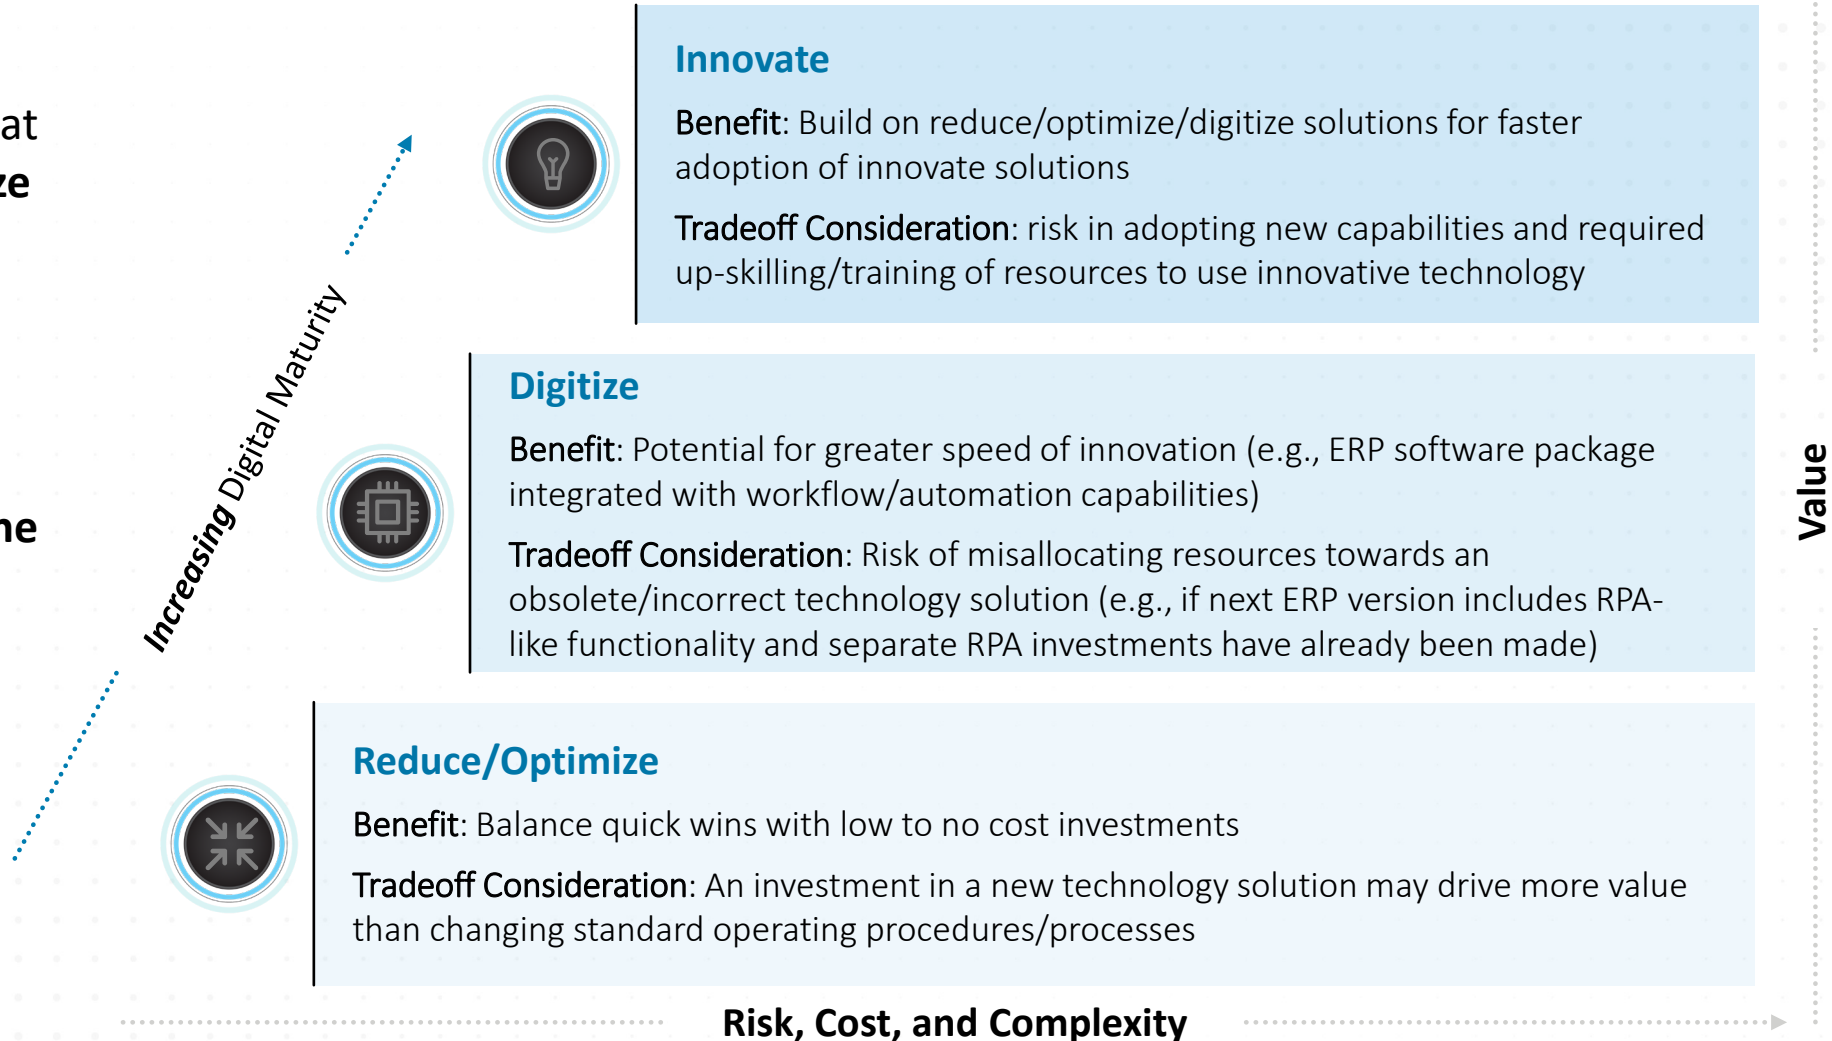 at
ze
ne
Increasing Digital Maturity
Innovate
Benefit: Build on reduce/optimize/digitize solutions for faster
adoption of innovate solutions
Tradeoff Consideration: risk in adopting new capabilities and required
up-skilling/training of resources to use innovative technology
Digitize
Benefit: Potential for greater speed of innovation (e.g., ERP software package
integrated with workflow/automation capabilities)
Tradeoff Consideration: Risk of misallocating resources towards an
obsolete/incorrect technology solution (e.g., if next ERP version includes RPA-
like functionality and separate RPA investments have already been made)
Reduce/Optimize
Benefit: Balance quick wins with low to no cost investments
Tradeoff Consideration: An investment in a new technology solution may drive more value
than changing standard operating procedures/processes
Value
Risk, Cost, and Complexity